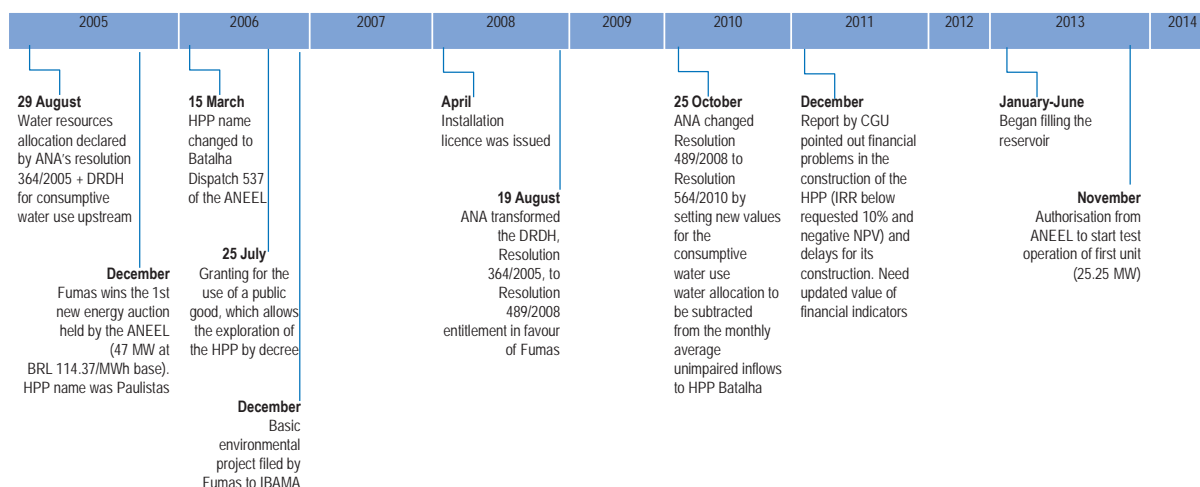 2005
2006
2007
2008
2009
2010
2011
2012
2013
2014
29 August
Water resources
allocation declared
by ANA's resolution
364/2005 + DRDH
for consumptive
water use upstream
December
Fumas wins the 1st
new energy auction
held by the ANEEL
(47 MW at
BRL 114.37/MWh base).
HPP name was Paulistas
15 March
HPP name
changed to
Batalha
Dispatch 537
of the ANEEL
25 July
Granting for the
use of a public
good, which allows
the exploration of
the HPP by decree
December
Basic
environmental
project filed by
Fumas to IBAMA
April
Installation
licence was issued
19 August
ANA transformed
the DRDH,
Resolution
364/2005, to
Resolution
489/2008
entitlement in favour
of Fumas
25 October
ANA changed
Resolution
489/2008 to
Resolution
564/2010 by
setting new values
for the
consumptive
water use
water allocation to
be subtracted
from the monthly
average
unimpaired inflows
to HPP Batalha
December
Report by CGU
pointed out financial
problems in the
construction of the
HPP (IRR below
requested 10% and
negative NPV) and
delays for its
construction. Need
updated value of
financial indicators
January-June
Began filling the
reservoir
November
Authorisation from
ANEEL to start test
operation of first unit
(25.25 MW)